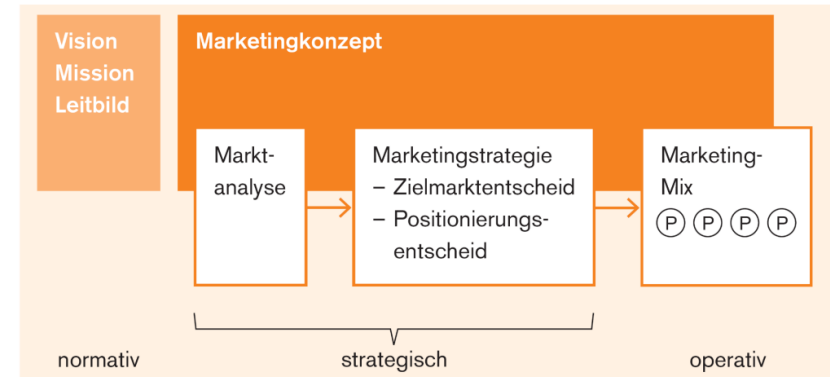 Vision
Mission
Leitbild
Marketingkonzept
Markt-
analyse
Marketingstrategie
– Zielmarktentscheid
– Positionierungs-
entscheid
Marketing-
Mix
P P P P
normativ
strategisch
operativ